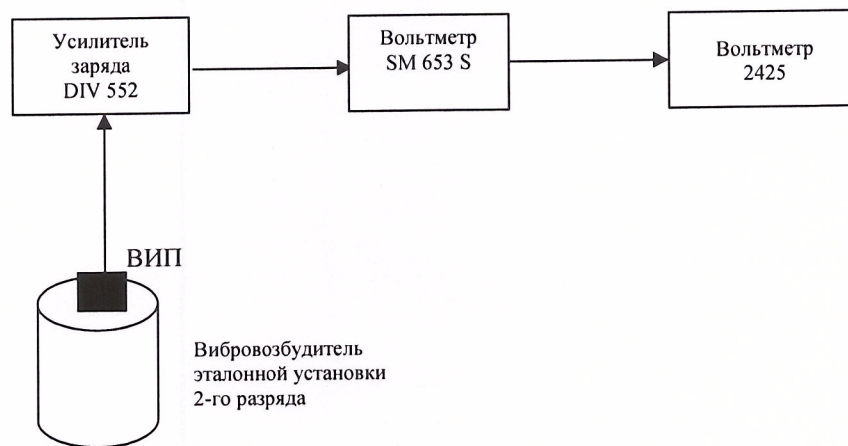 Усилитель
заряда
DIV 552
Вольтметр
SM 653 S
Вольтметр
2425
ВИП
Вибровозбудитель
эталонной установки
2-го разряда